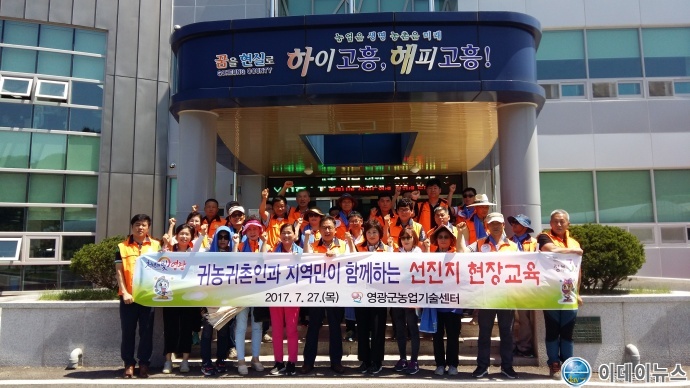 농업은 생명 농촌은 미래
꿈을 현실로
GOHEUNG COUNTY
하이고흥, 해피고흥!
귀농귀촌인과 지역민이 함께하는 선진지 현장교육
2017. 7. 27.(목)
영광군농업기술센터
이데이뉴스